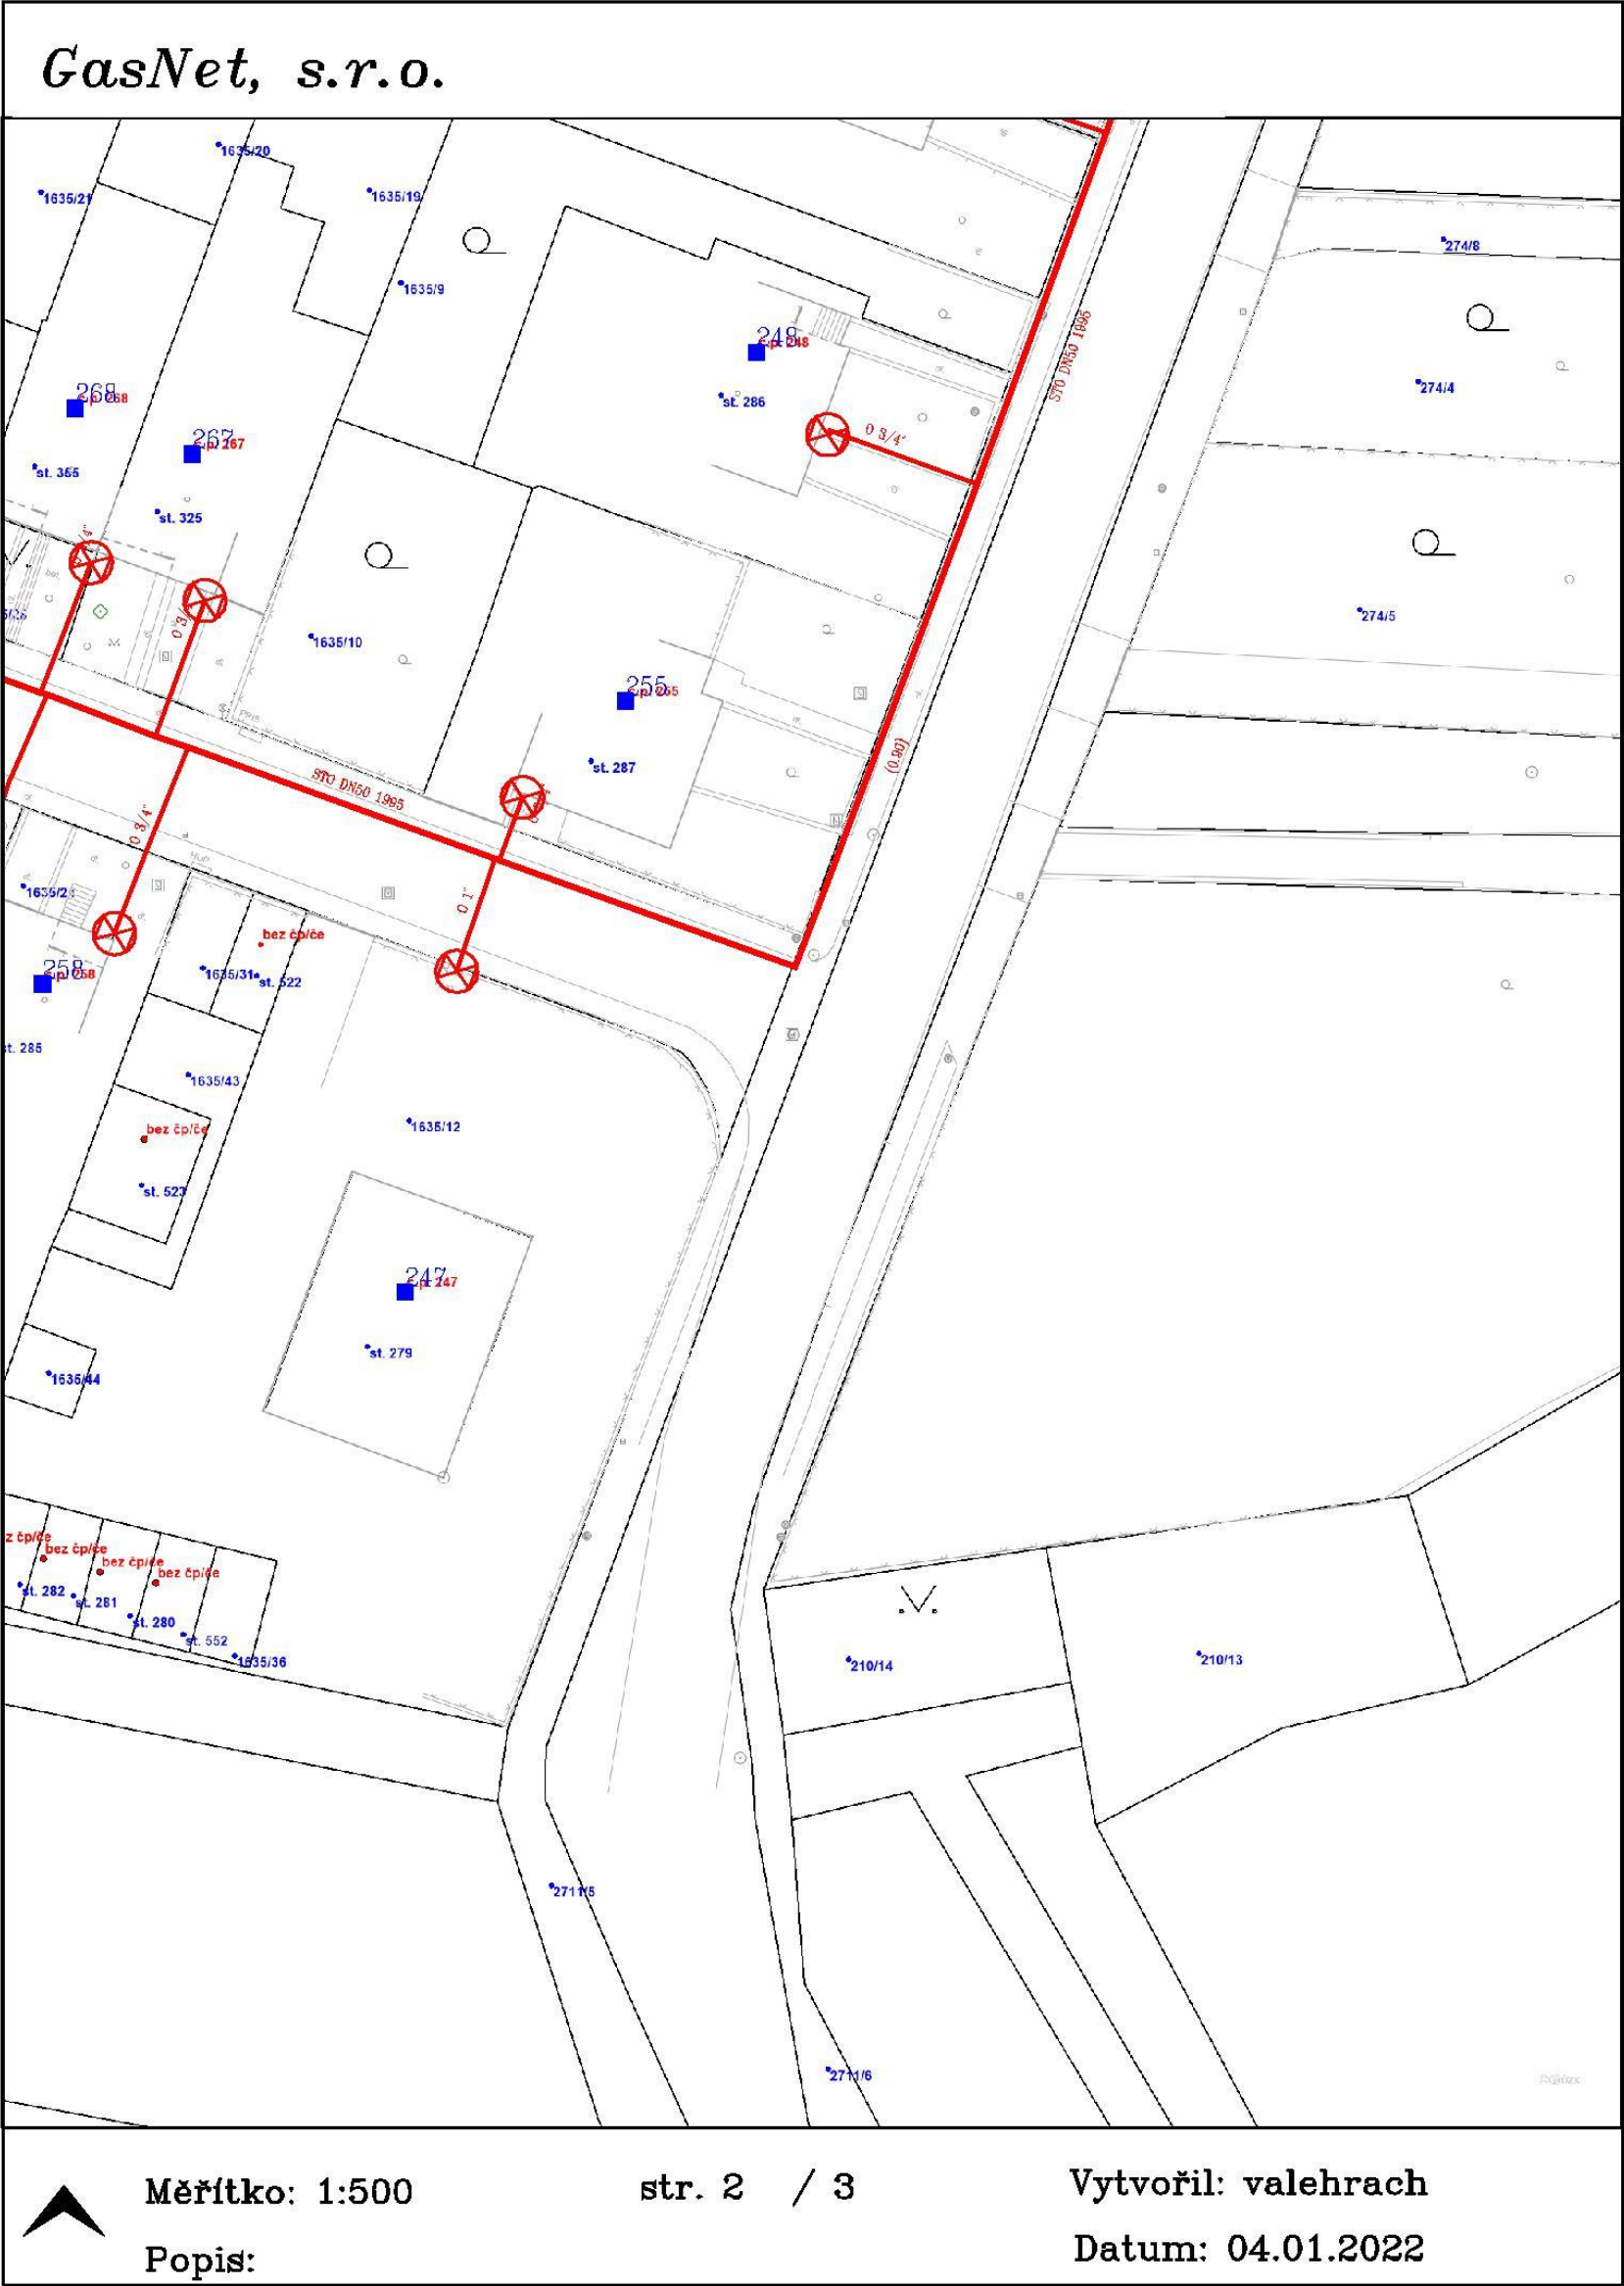 GasNet, s.r.o.
1635/20
1635/21
1635/19
274/8
1635/9
248
č.p. 248
STO DN50 1995
274/4
268
č.p. 268
st. 286
267
č.p. 267
O 3/4"
st. 355
st. 325
274/5
1635/10
255
č.p. 255
(0.90)
st. 287
STO DN50 1995
O 3/4"
HUP
O 1"
bez čp/če
258
č.p. 258
1635/31
st. 522
st. 285
1635/43
1635/12
bez čp/če
st. 523
247
č.p. 247
st. 279
1635/44
bez čp/če
bez čp/če
bez čp/če
st. 282
st. 281
st. 280
st. 552
1635/36
210/14
210/13
2711/5
2711/6
Měřítko: 1:500
str. 2 / 3
Vytvořil: valehrach
Popis:
Datum: 04.01.2022